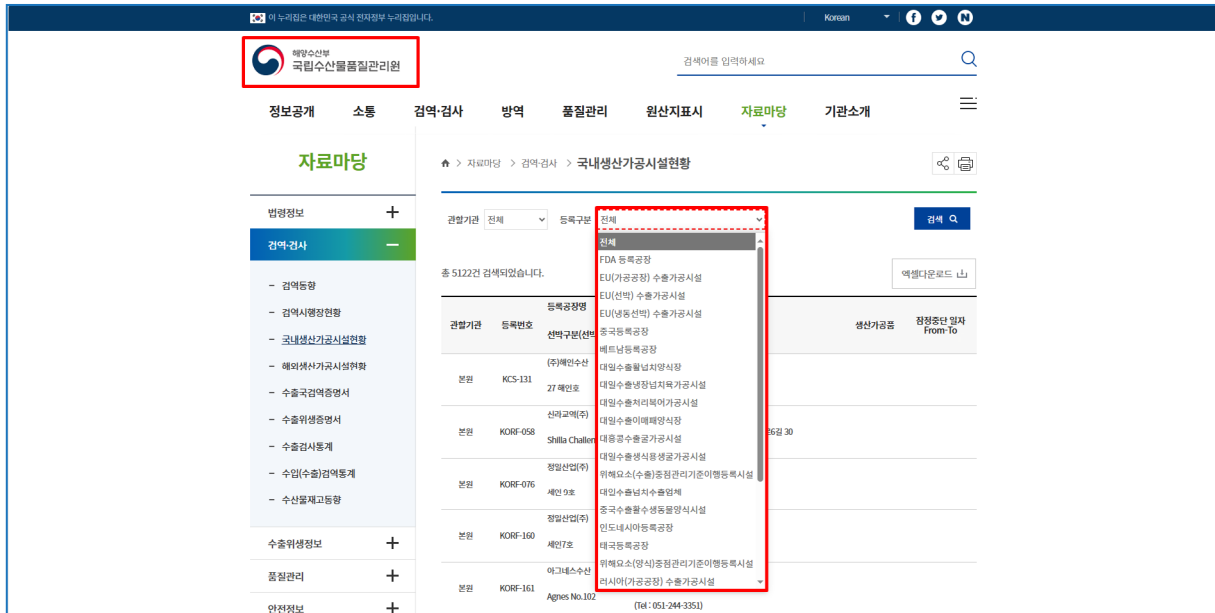 이 누리집은 대한민국 공식 전자정부 누리집입니다.
Korean
해양수산부
국립수산물품질관리원
검색어를 입력하세요
정보공개 소통 검역·검사 방역 품질관리 원산지표시 자료마당 기관소개
자료마당
> 자료마당 > 검역·검사 > 국내생산가공시설현황
법령정보
검역·검사
검역동향
검역시행장현황
국내생산가공시설현황
해외생산가공시설현황
수출국검역증명서
수출위생증명서
수출검사통계
수입(수출)검역통계
수산물재고동향
수출위생정보
품질관리
안전정보
관할기관 전체 등록구분 전체
검색
전체
FDA 등록공장
EU(가공공장) 수출가공시설
EU(선박) 수출가공시설
EU(냉동선박) 수출가공시설
중국등록공장
베트남등록공장
대일수출활넙치양식장
대일수출냉장넙치육가공시설
대일수출처리복어가공시설
대일수출이매패양식장
대홍콩수출굴가공시설
대일수출생식용생굴가공시설
위해요소(수출)중점관리기준이행등록시설
대일수출넙치수출업체
중국수출활수생동물양식시설
인도네시아등록공장
태국등록공장
위해요소(양식)중점관리기준이행등록시설
러시아(가공공장) 수출가공시설
총 5122건 검색되었습니다.
엑셀다운로드
관할기관 등록번호 등록공장명 생산가공품 잠정중단 일자
선박구분(선박 From-To
본원 KCS-131 (주)해인수산
27 해인호
본원 KORF-058 신라교역(주)
Shilla Challen 26길 30
본원 KORF-076 정일산업(주)
세인 9호
본원 KORF-160 정일산업(주)
세인7호
본원 KORF-161 아그네스수산
Agnes No.102
(Tel : 051-244-3351)